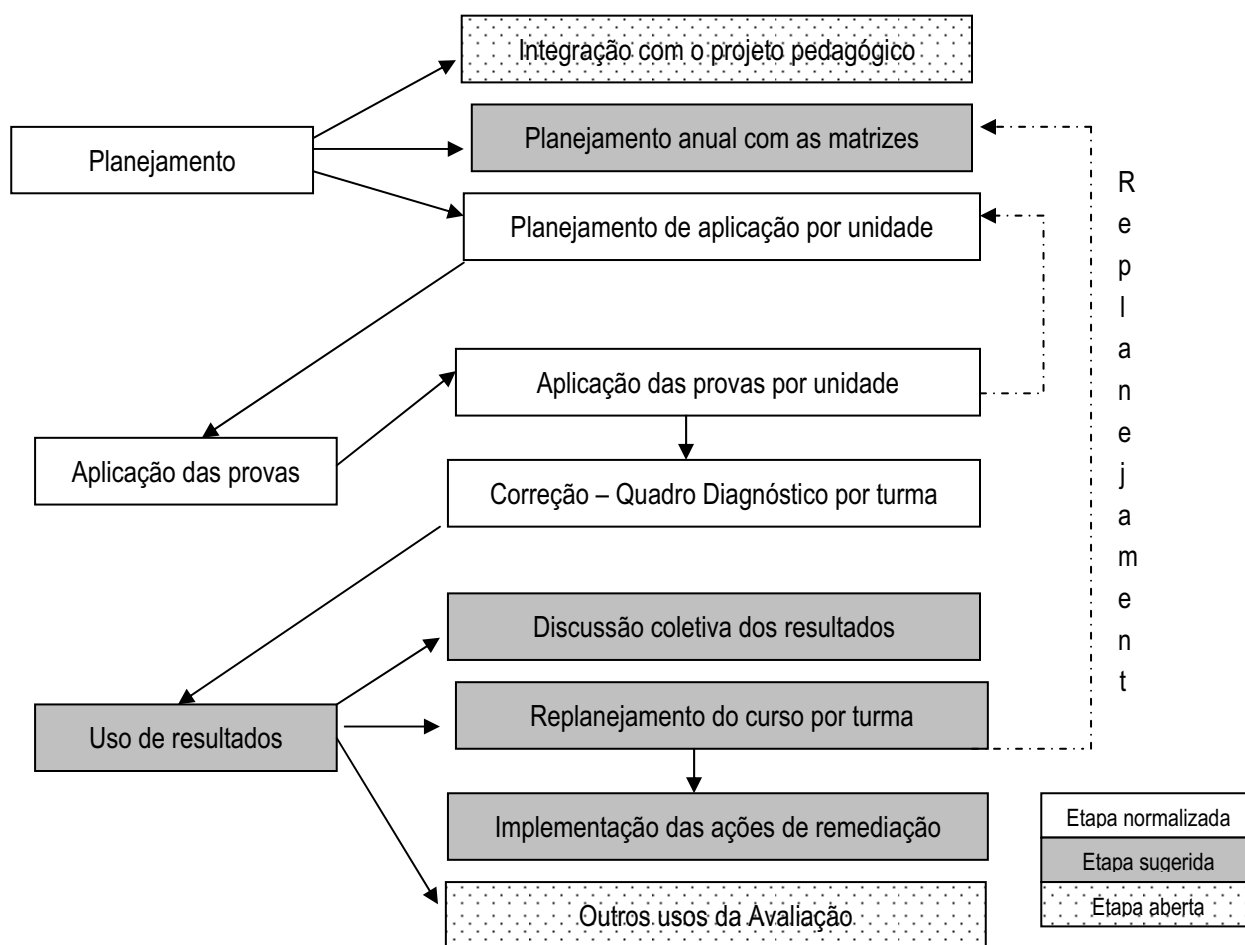 Integração com o projeto pedagógico
Planejamento anual com as matrizes
Planejamento
Planejamento de aplicação por unidade
Aplicação das provas por unidade
Aplicação das provas
Correção – Quadro Diagnóstico por turma
Discussão coletiva dos resultados
Uso de resultados
Replanejamento do curso por turma
Implementação das ações de remediação
Outros usos da Avaliação
R
e
p
l
a
n
e
j
a
m
e
n
t
Etapa normalizada
Etapa sugerida
Etapa aberta